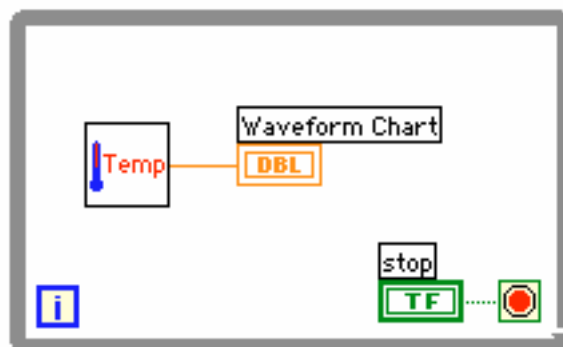 Waveform Chart
Temp
DBL
stop
TF
i